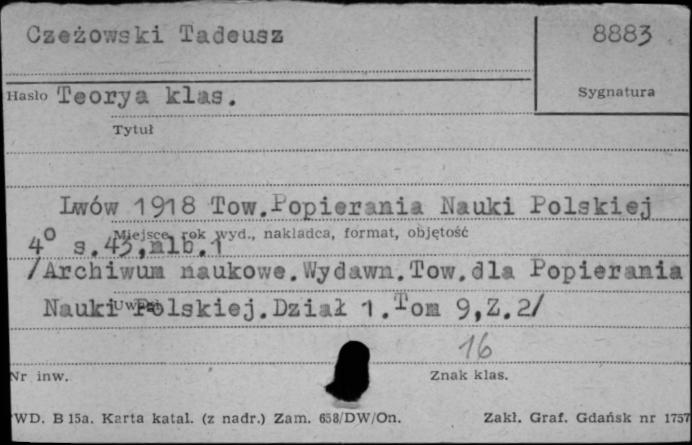 Czeżowski Tadeusz 8883
Hasło Teorya klas. Sygnatura
Tytuł
Lwów 1918 Tow.Popierania Nauki Polskiej
Miejsce, rok wyd., nakładca, format, objętość
4° s.43,nlb.1
/Archiwum naukowe.Wydawn.Tow.dla Popierania
Nauki Polskiej.Dział 1.Tom 9,Z.2/
Uwagi
16
Nr inw. Znak klas.
WD. B 15a. Karta katal. (z nadr.) Zam. 658/DW/On. Zakł. Graf. Gdańsk nr 1757